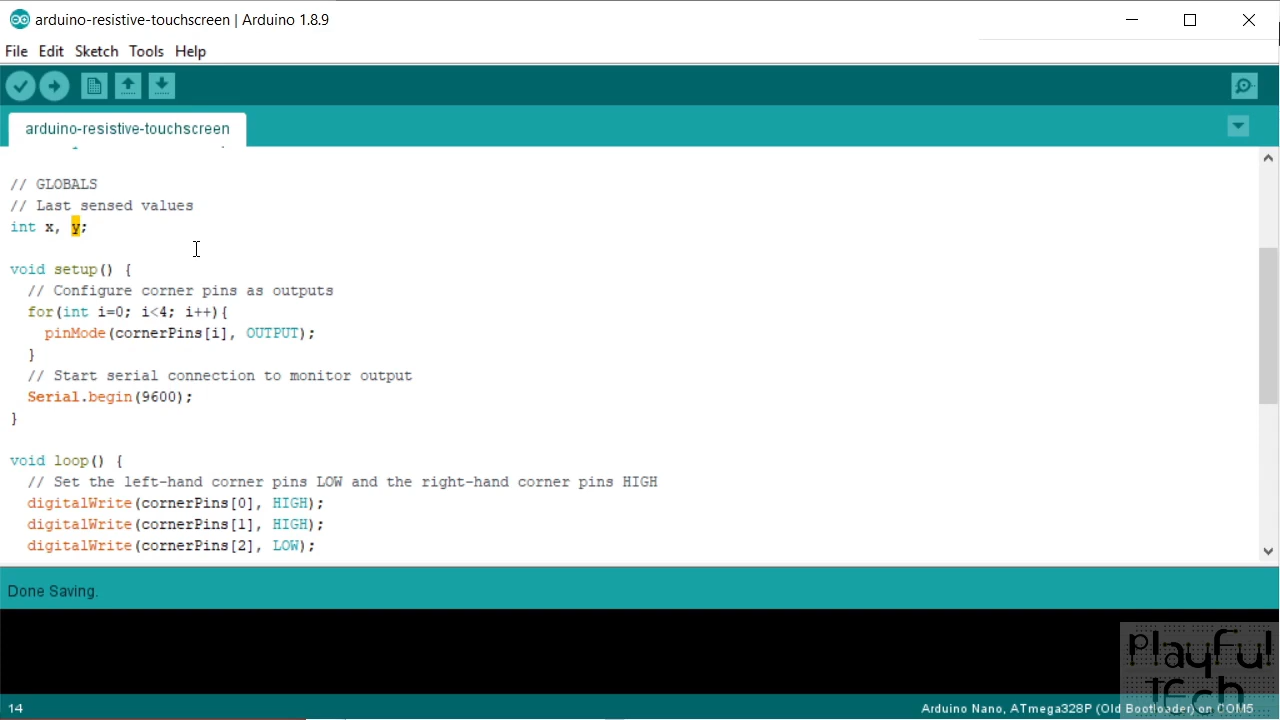 arduino-resistive-touchscreen | Arduino 1.8.9
File Edit Sketch Tools Help
arduino-resistive-touchscreen
// GLOBALS
// Last sensed values
int x, y;
void setup() {
// Configure corner pins as outputs
for(int i=0; i<4; i++){
pinMode(cornerPins[i], OUTPUT);
}
// Start serial connection to monitor output
Serial.begin(9600);
}
void loop() {
// Set the left-hand corner pins LOW and the right-hand corner pins HIGH
digitalWrite(cornerPins[0], HIGH);
digitalWrite(cornerPins[1], HIGH);
digitalWrite(cornerPins[2], LOW);
Done Saving.
Playful
Tech
14
Arduino Nano, ATmega328P (Old Bootloader) on COM5